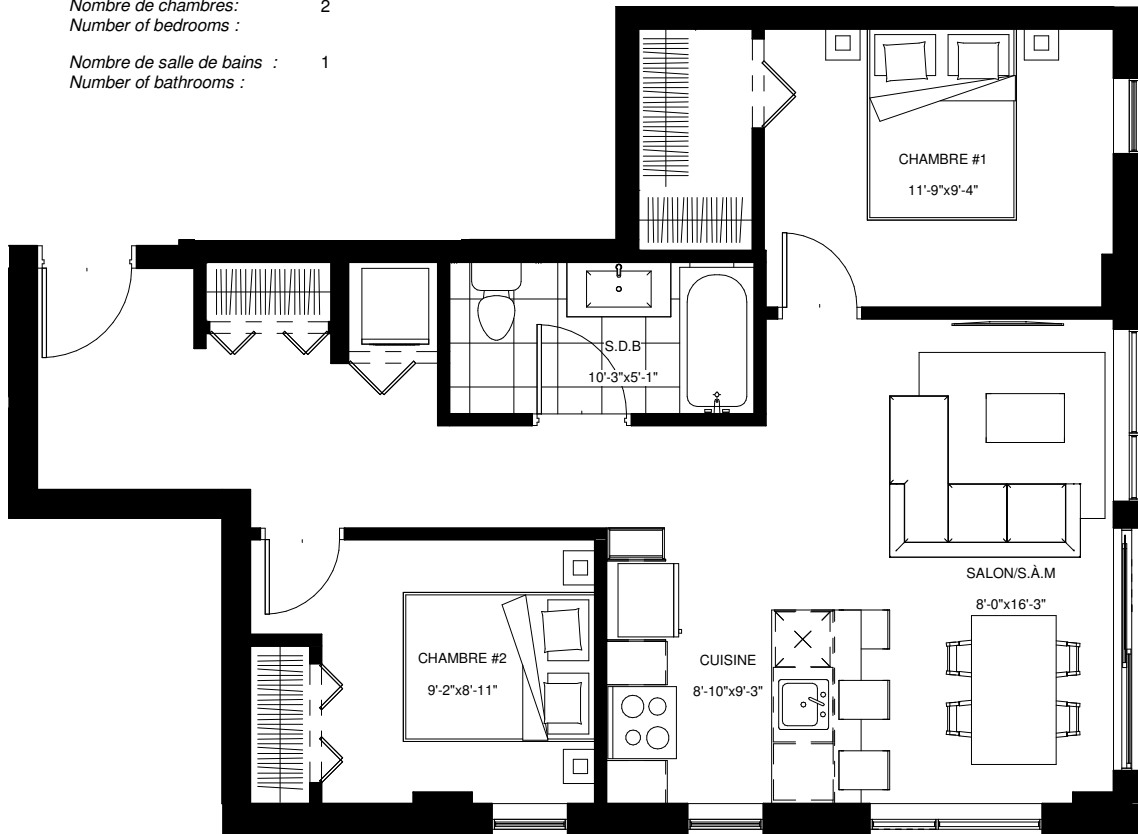 Nombre de chambres: 2
Number of bedrooms :
Nombre de salle de bains : 1
Number of bathrooms :
CHAMBRE #1
11'-9"x9'-4"
S.D.B
10'-3"x5'-1"
SALON/S.À.M
8'-0"x16'-3"
CHAMBRE #2
9'-2"x8'-11"
CUISINE
8'-10"x9'-3"